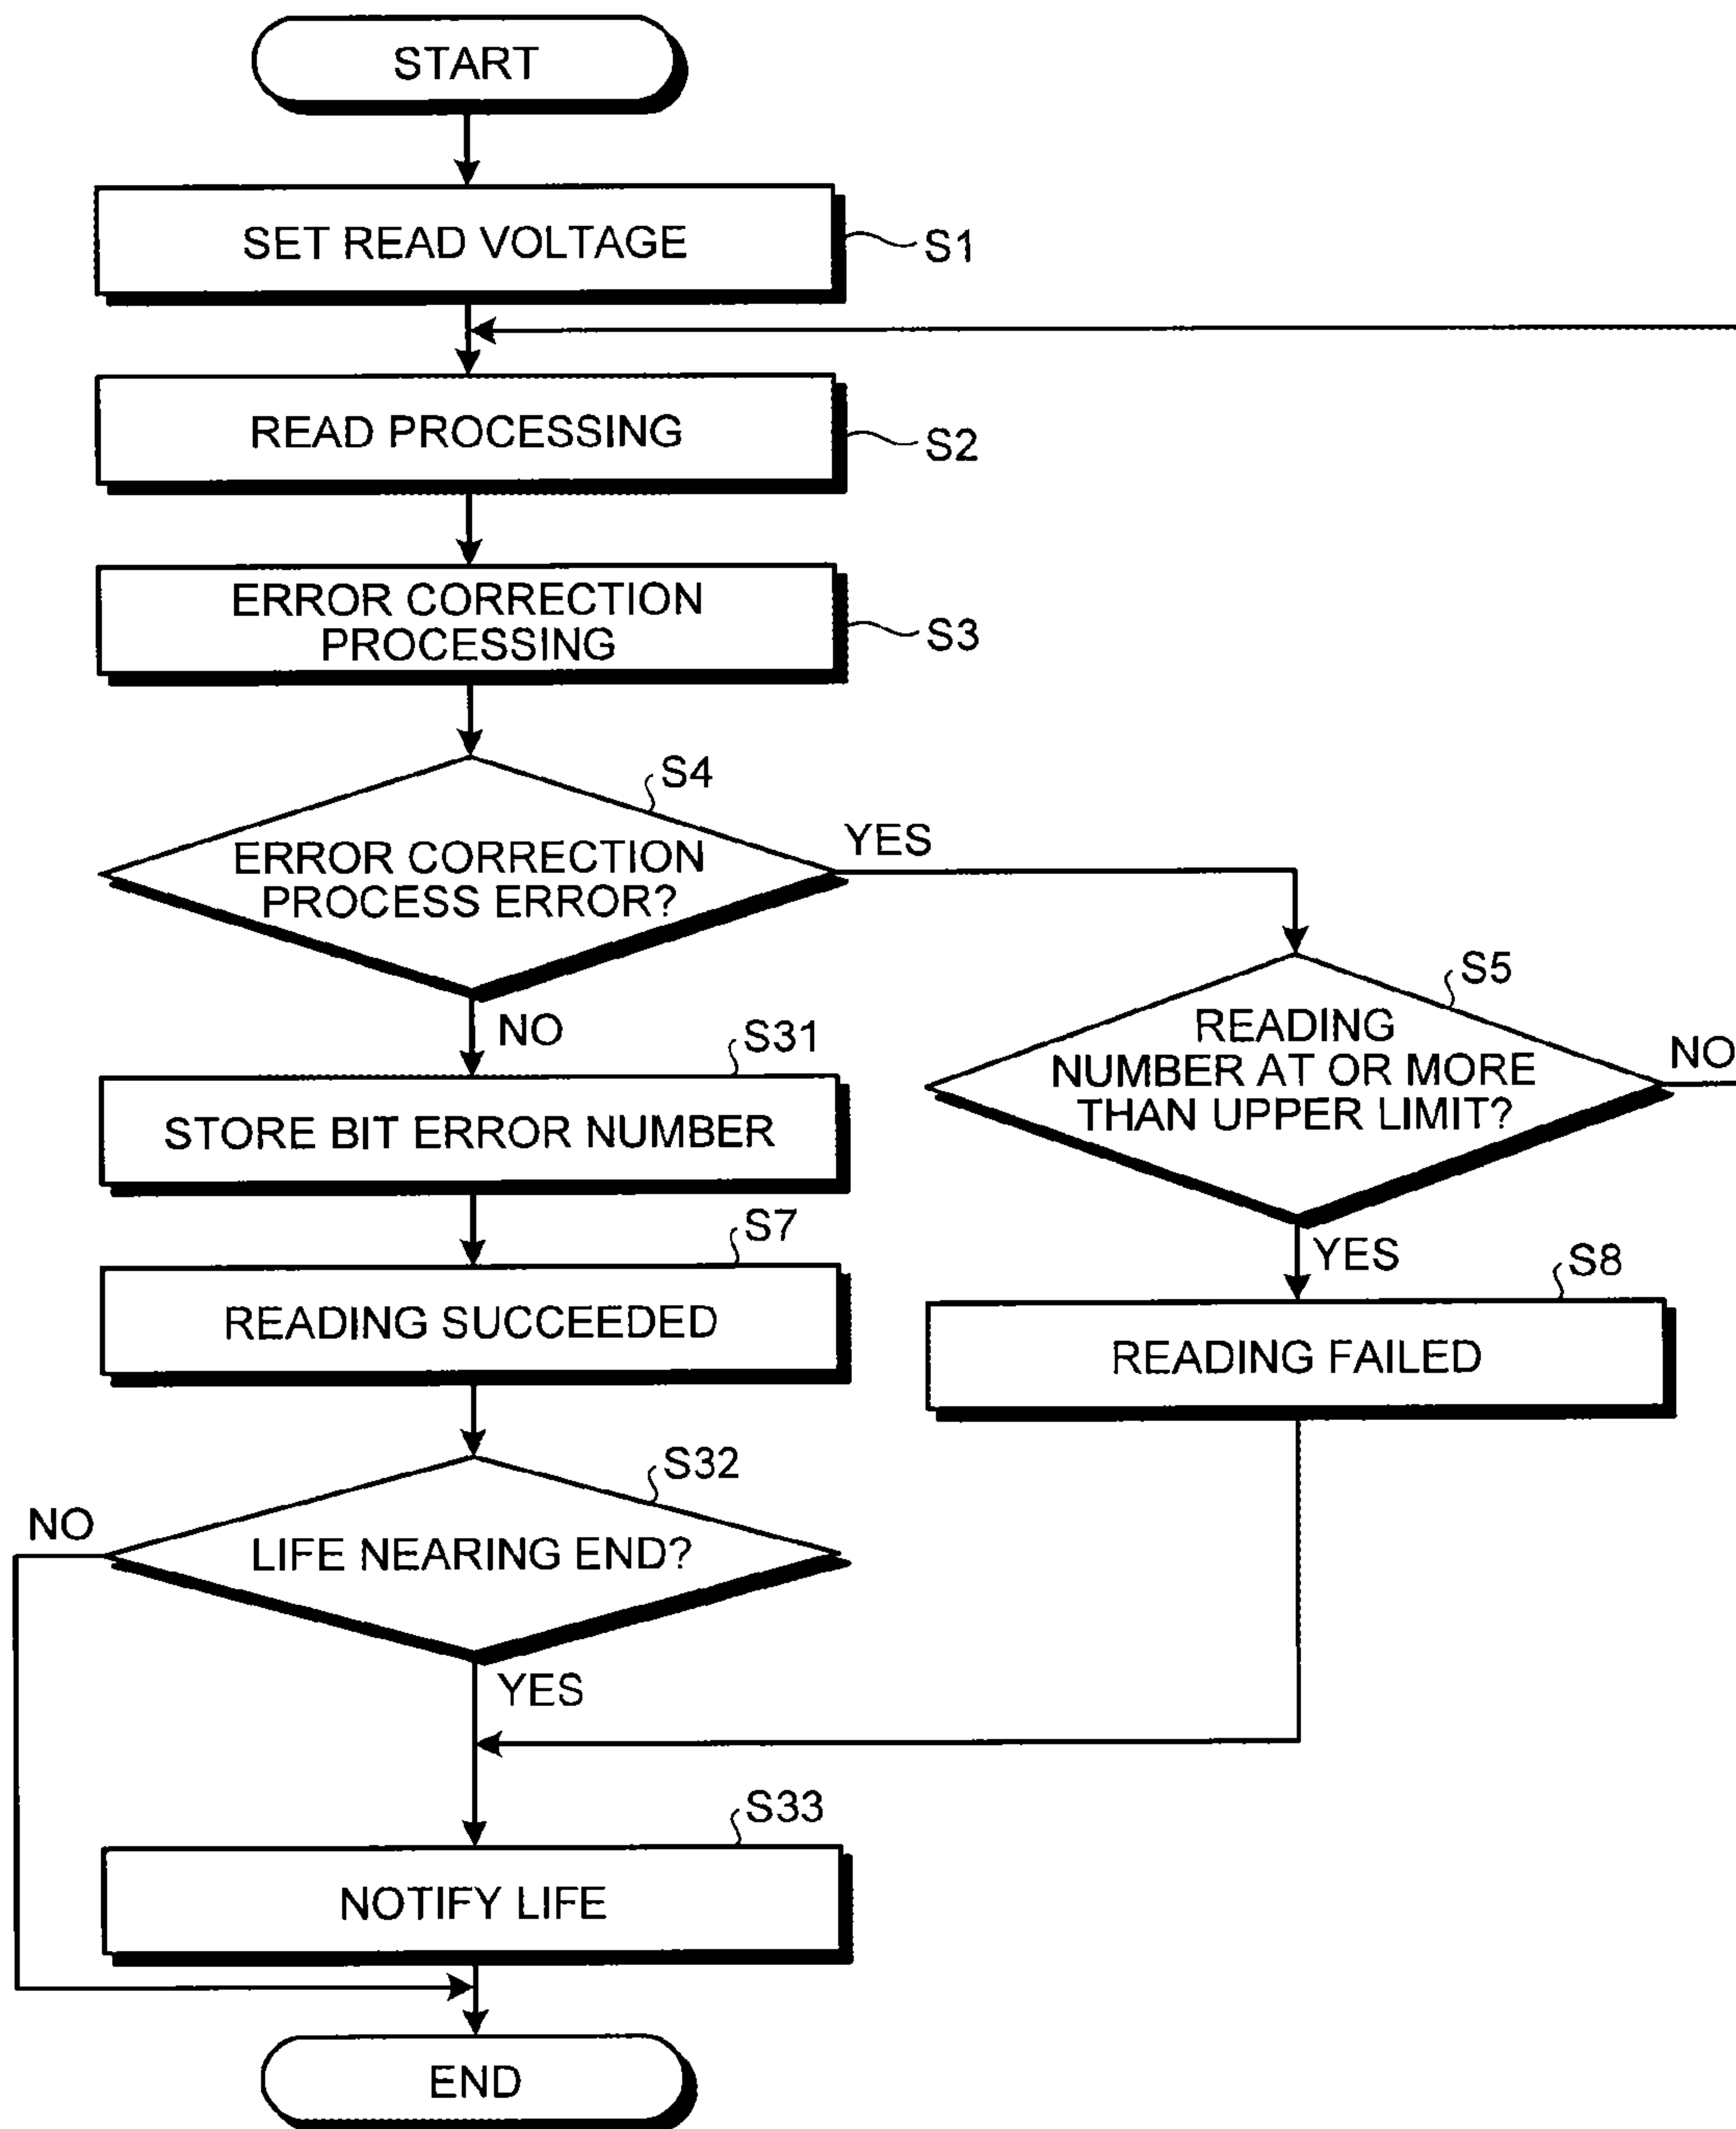 START
SET READ VOLTAGE
S1
READ PROCESSING
S2
ERROR CORRECTION
PROCESSING
S3
S4
ERROR CORRECTION
PROCESS ERROR?
YES
NO
S5
READING
NUMBER AT OR MORE
THAN UPPER LIMIT?
NO
YES
S31
STORE BIT ERROR NUMBER
S7
READING SUCCEEDED
S8
READING FAILED
S32
NO
LIFE NEARING END?
YES
S33
NOTIFY LIFE
END